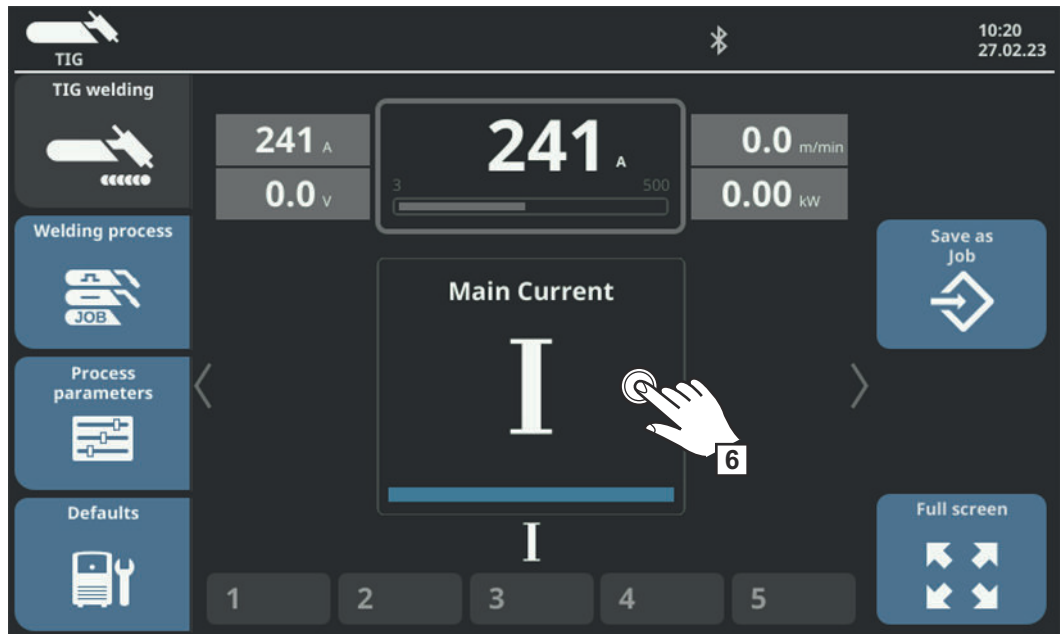 TIG
10:20
27.02.23
TIG welding
Welding process
JOB
Process
parameters
Defaults
241 A
0.0 V
241 A
3 500
0.0 m/min
0.00 kW
Main Current
I
6
I
1 2 3 4 5
Save as
Job
Full screen